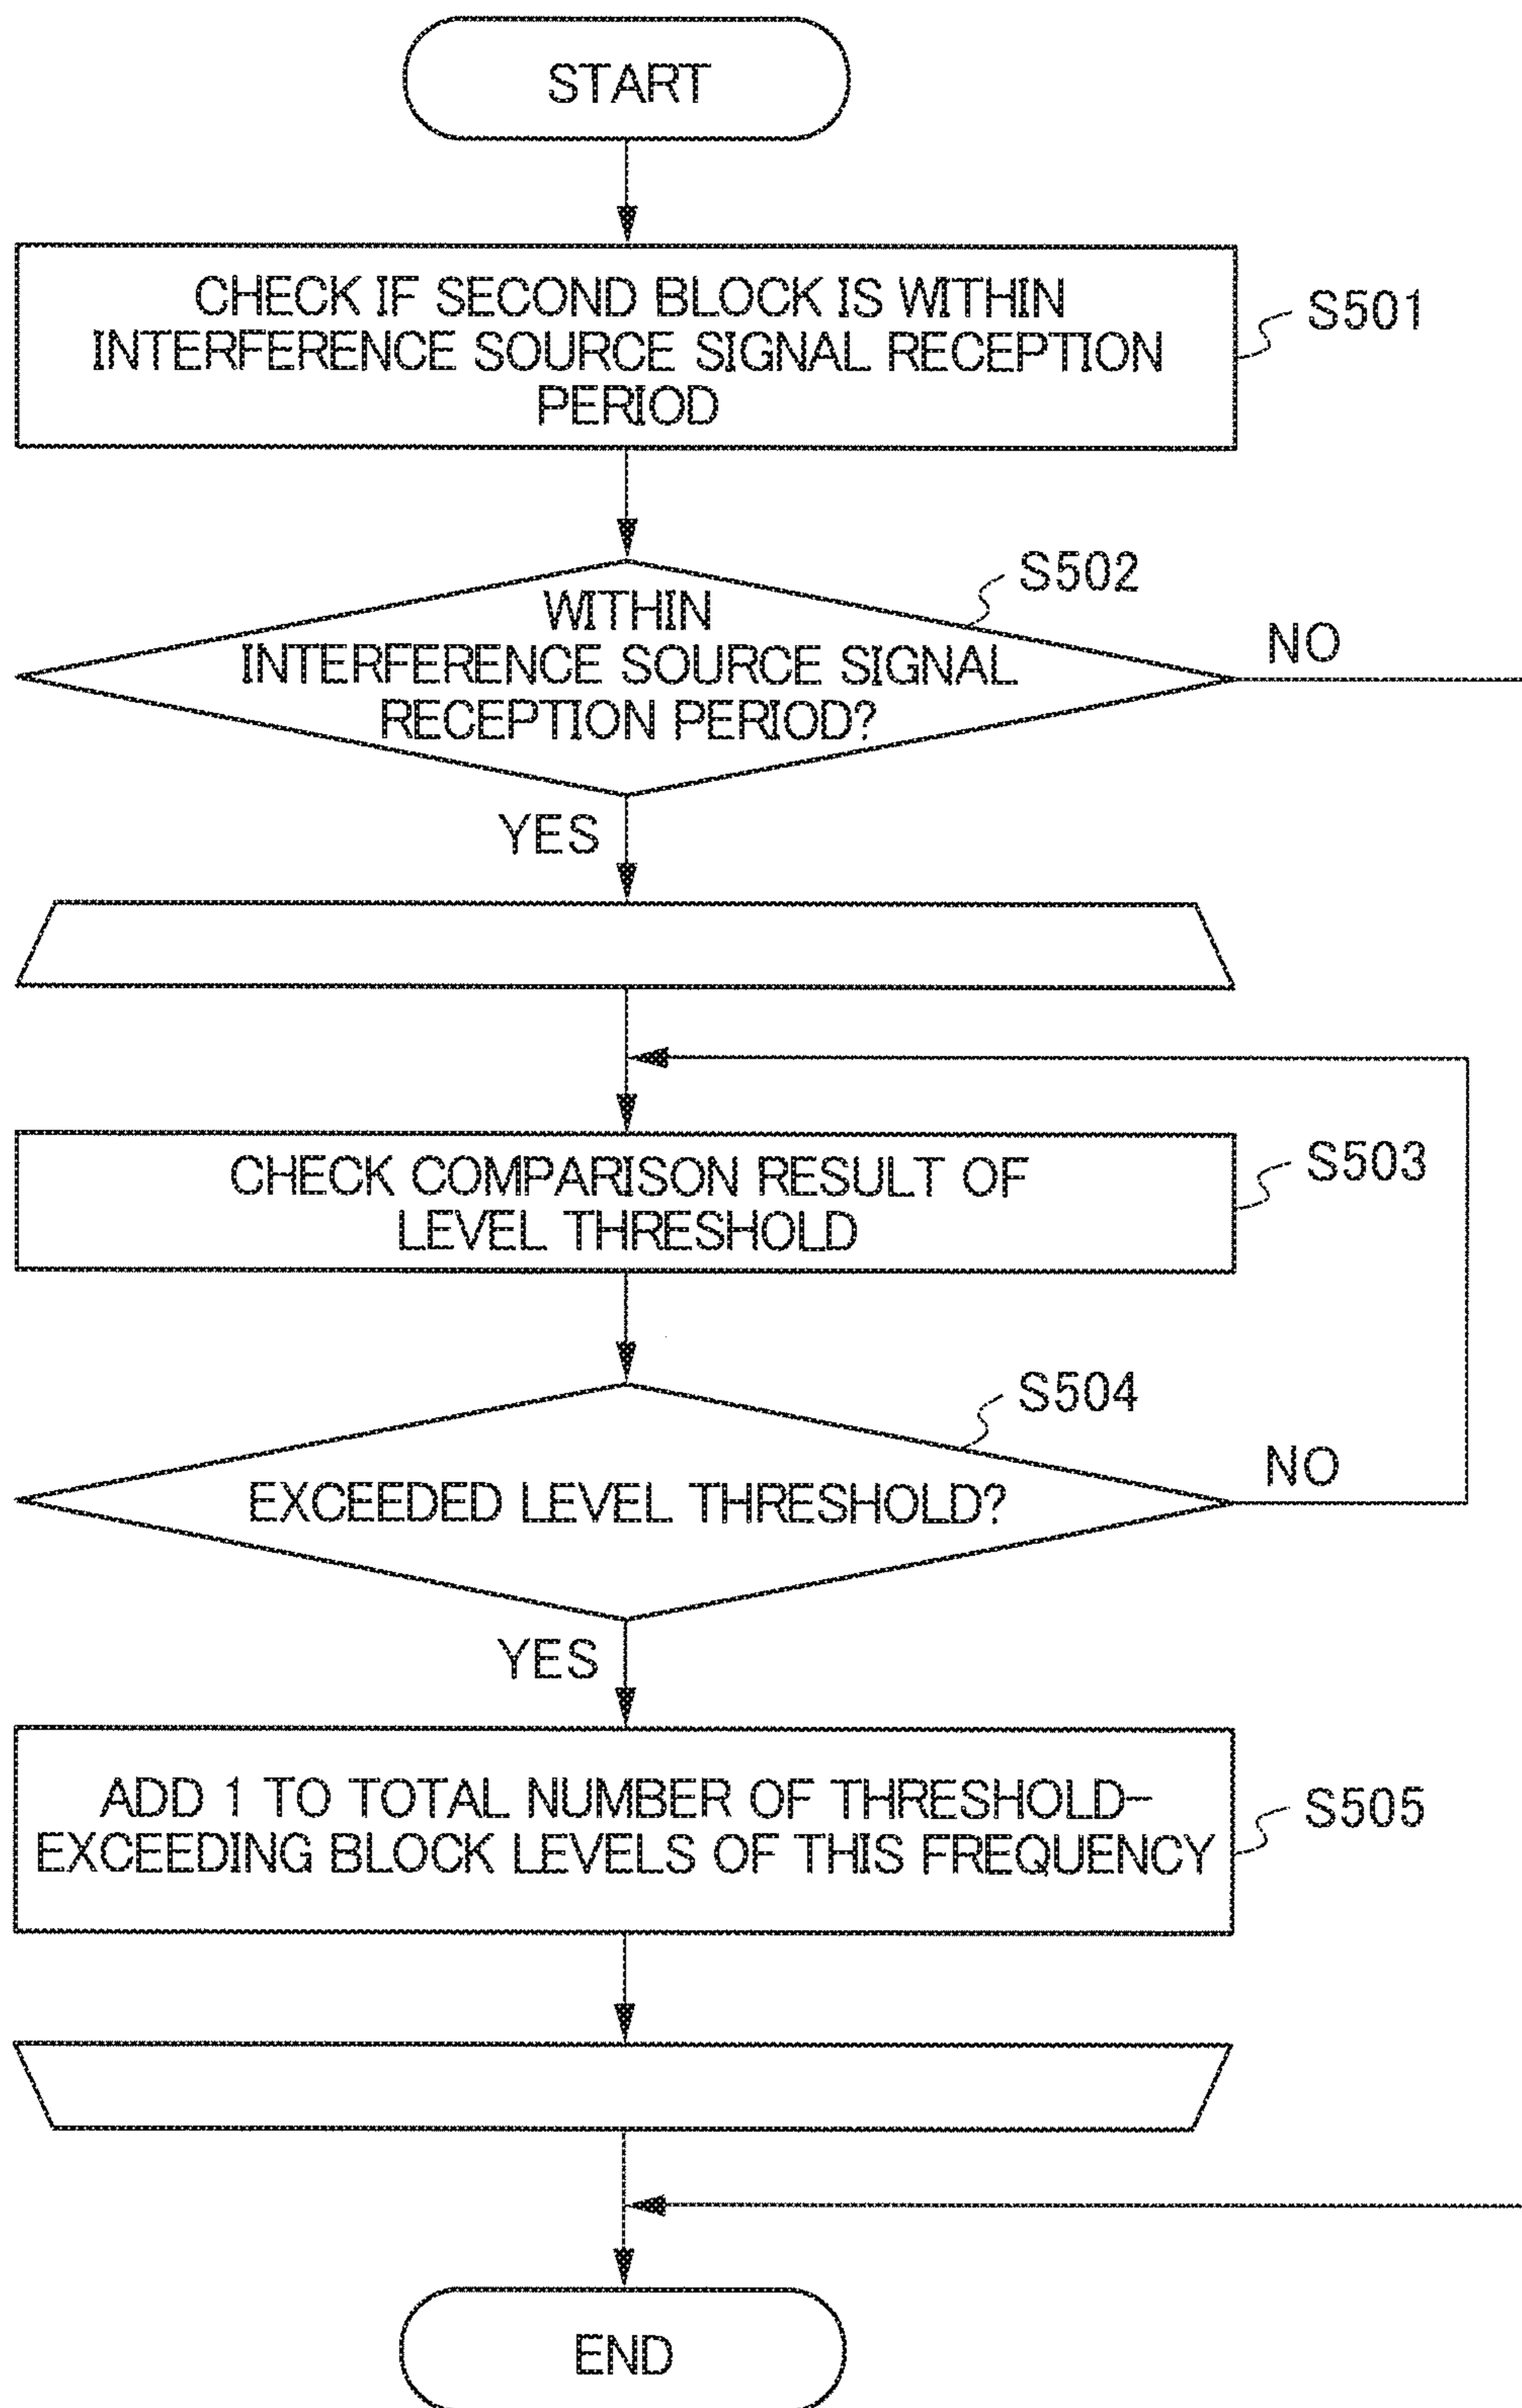 START
CHECK IF SECOND BLOCK IS WITHIN
INTERFERENCE SOURCE SIGNAL RECEPTION
PERIOD
S501
S502
WITHIN
INTERFERENCE SOURCE SIGNAL
RECEPTION PERIOD?
NO
YES
CHECK COMPARISON RESULT OF
LEVEL THRESHOLD
S503
S504
EXCEEDED LEVEL THRESHOLD?
NO
YES
ADD 1 TO TOTAL NUMBER OF THRESHOLD-
EXCEEDING BLOCK LEVELS OF THIS FREQUENCY
S505
END